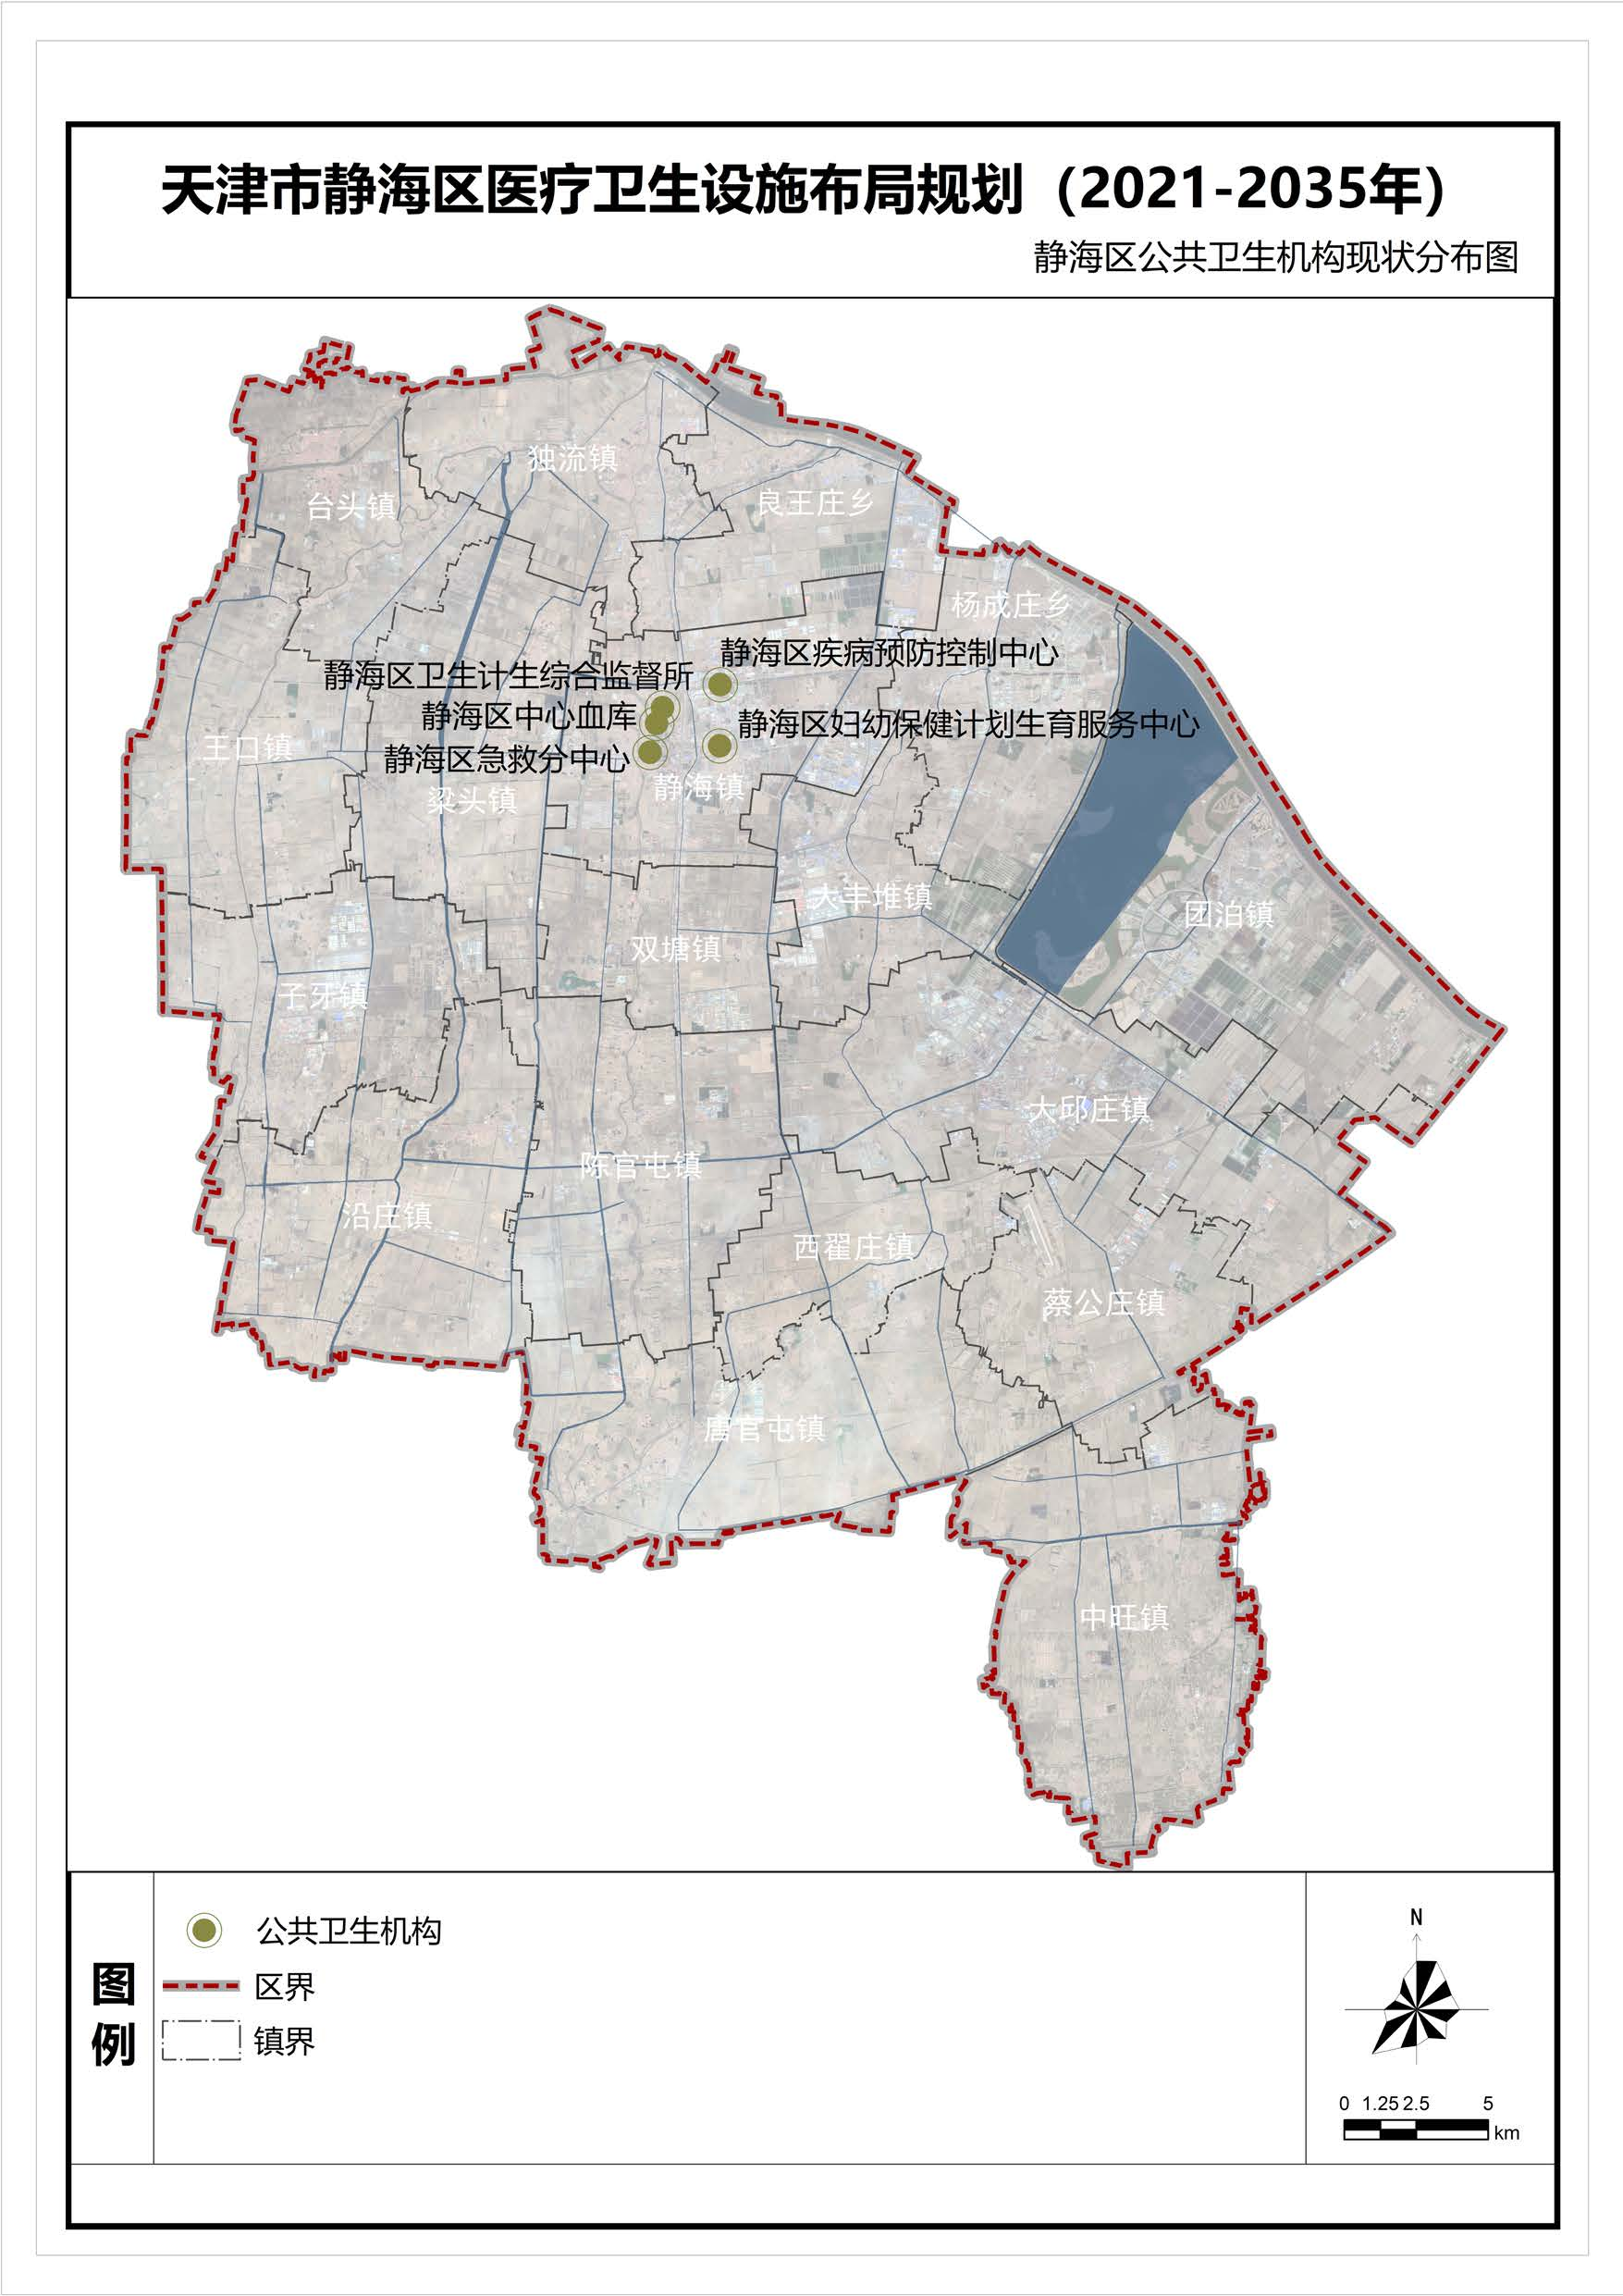 天津市静海区医疗卫生设施布局规划（2021-2035年）
静海区公共卫生机构现状分布图
独流镇
台头镇
良王庄乡
杨成庄乡
静海区疾病预防控制中心
静海区卫生计生综合监督所
静海区中心血库
静海区妇幼保健计划生育服务中心
静海区急救分中心
王口镇
静海镇
梁头镇
大丰堆镇
团泊镇
双塘镇
子牙镇
大邱庄镇
陈官屯镇
沿庄镇
西翟庄镇
蔡公庄镇
唐官屯镇
中旺镇
图例
公共卫生机构
区界
镇界
N
0 1.25 2.5 5
km